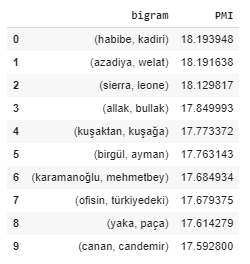 bigram PMI
0 (habibe, kadiri) 18.193948
1 (azadiya, welat) 18.191638
2 (sierra, leone) 18.129817
3 (allak, bullak) 17.849993
4 (kuşaktan, kuşağa) 17.773372
5 (birgül, ayman) 17.763143
6 (karamanoğlu, mehmetbey) 17.684934
7 (ofisin, türkiyedeki) 17.679375
8 (yaka, paça) 17.614279
9 (canan, candemir) 17.592800